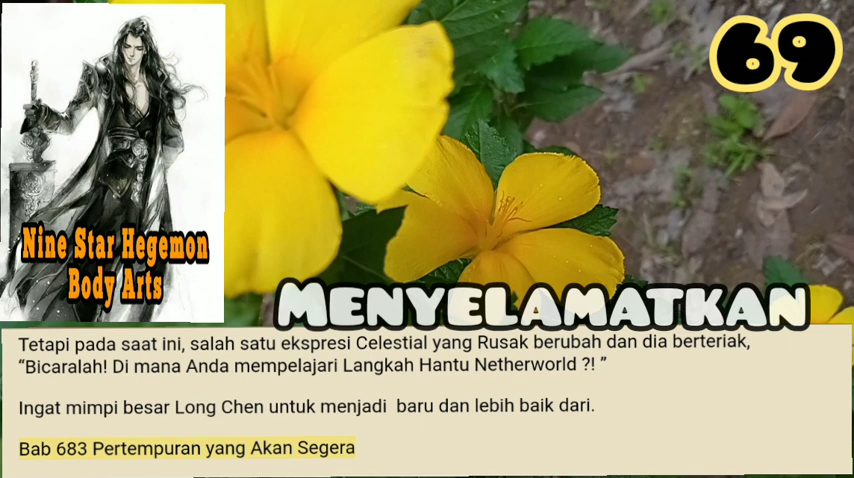 69
Nine Star Hegemon
Body Arts
MENYELAMATKAN
Tetapi pada saat ini, salah satu ekspresi Celestial yang Rusak berubah dan dia berteriak,
“Bicaralah! Di mana Anda mempelajari Langkah Hantu Netherworld ?! ”
Ingat mimpi besar Long Chen untuk menjadi baru dan lebih baik dari.
Bab 683 Pertempuran yang Akan Segera